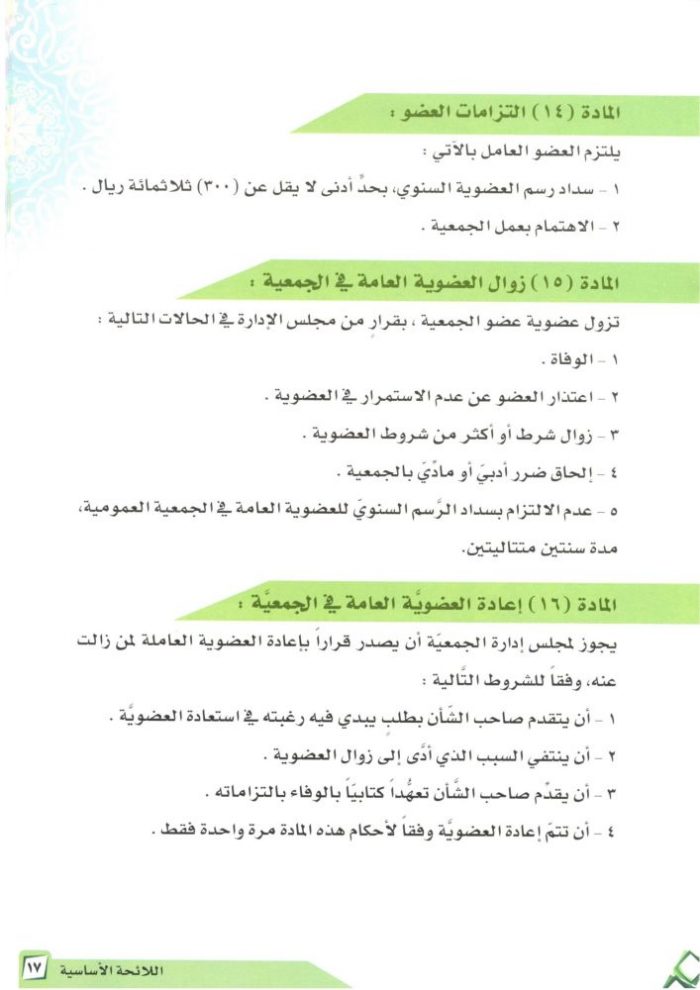 المادة (١٤) التزامات العضو :
يلتزم العضو العامل بالآتي :
١ - سداد رسم العضوية السنوي، بحدٍّ أدنى لا يقل عن (٣٠٠) ثلاثمائة ريال .
٢ - الاهتمام بعمل الجمعية .
المادة (١٥) زوال العضوية العامة في الجمعية :
تزول عضوية عضو الجمعية ، بقرارٍ من مجلس الإدارة في الحالات التالية :
١ - الوفاة .
٢ - اعتذار العضو عن عدم الاستمرار في العضوية .
٣ - زوال شرط أو أكثر من شروط العضوية .
٤ - إلحاق ضرر أدبيّ أو مادِّيّ بالجمعية .
٥ - عدم الالتزام بسداد الرَّسم السنويّ للعضوية العامة في الجمعية العمومية،
مدة سنتين متتاليتين.
المادة (١٦) إعادة العضويَّة العامة في الجمعيَّة :
يجوز لمجلس إدارة الجمعيّة أن يصدر قراراً بإعادة العضوية العاملة لمن زالت
عنه، وفقاً للشروط التَّالية :
١ - أن يتقدم صاحب الشّأن بطلبٍ يبدي فيه رغبته في استعادة العضويَّة .
٢ - أن ينتفي السبب الذي أدَّى إلى زوال العضوية .
٣ - أن يقدِّم صاحب الشَّأن تعهُّداً كتابيّاً بالوفاء بالتزاماته .
٤ - أن تتمّ إعادة العضويَّة وفقاً لأحكام هذه المادة مرة واحدة فقط .
اللائحة الأساسية ١٧